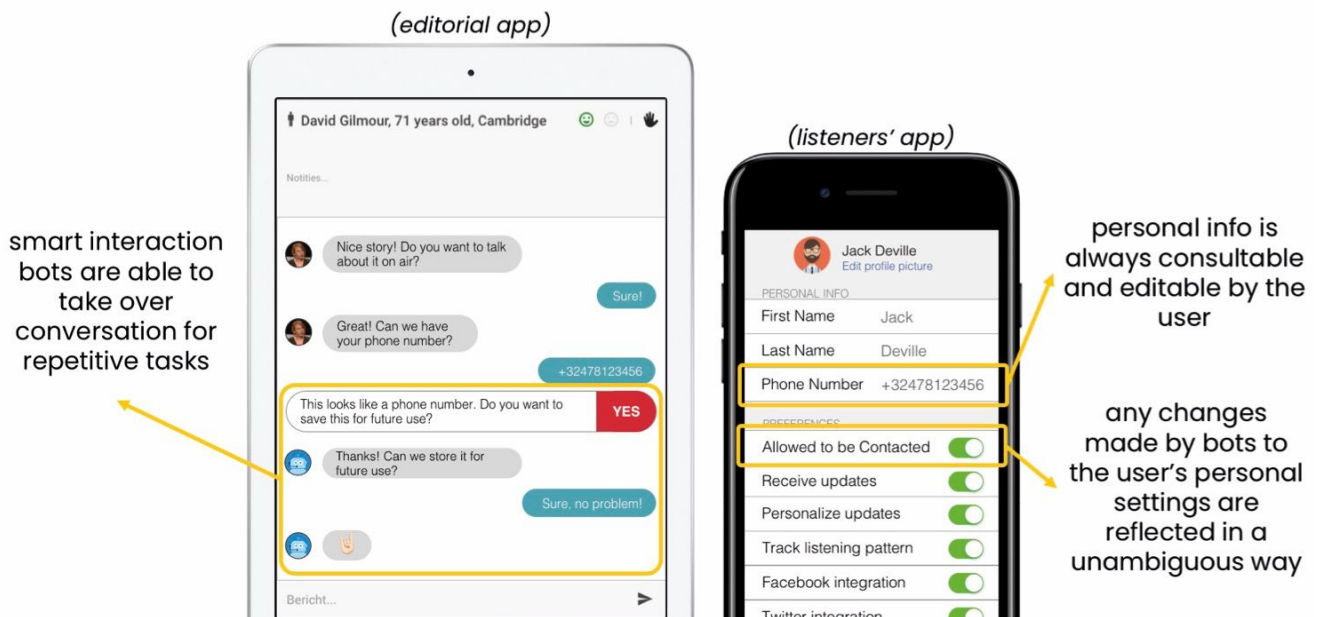 (editorial app)
David Gilmour, 71 years old, Cambridge
Notities...
Nice story! Do you want to talk
about it on air?
Sure!
Great! Can we have
your phone number?
+32478123456
This looks like a phone number. Do you want to
save this for future use?
YES
Thanks! Can we store it for
future use?
Sure, no problem!
Bericht...
smart interaction
bots are able to
take over
conversation for
repetitive tasks
(listeners' app)
Jack Deville
Edit profile picture
PERSONAL INFO
First Name Jack
Last Name Deville
Phone Number +32478123456
PREFERENCES
Allowed to be Contacted
Receive updates
Personalize updates
Track listening pattern
Facebook integration
Twitter integration
personal info is
always consultable
and editable by the
user
any changes
made by bots to
the user's personal
settings are
reflected in a
unambiguous way